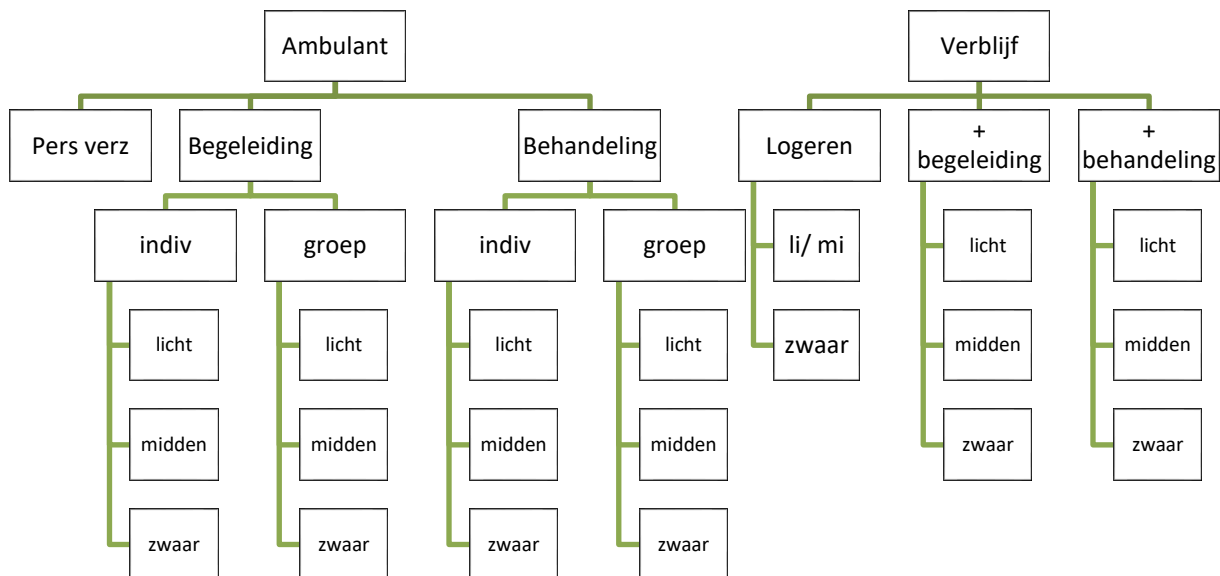 Ambulant
Verblijf
Pers verz
Begeleiding
Behandeling
Logeren
+
begeleiding
+
behandeling
indiv
groep
indiv
groep
li/ mi
licht
licht
licht
licht
licht
licht
zwaar
midden
midden
midden
midden
midden
midden
zwaar
zwaar
zwaar
zwaar
zwaar
zwaar